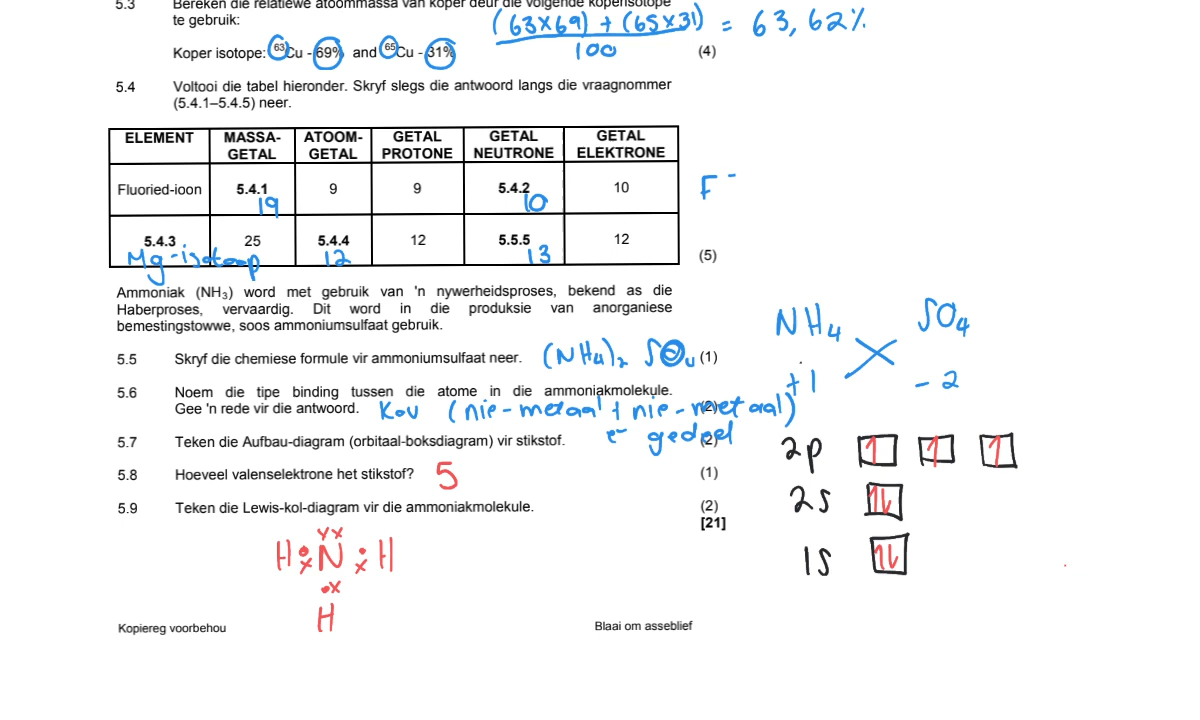 5.3 Bereken die relatiewe atoommassa van koper deur die volgende koperisotope
te gebruik:
(63×69) + (65×31) = 63,62%
100
Koper isotope: ⁶³Cu - 69% and ⁶⁵Cu - 31% (4)
5.4 Voltooi die tabel hieronder. Skryf slegs die antwoord langs die vraagnommer
(5.4.1–5.4.5) neer.
ELEMENT MASSA-GETAL ATOOM-GETAL GETAL PROTONE GETAL NEUTRONE GETAL ELEKTRONE
Fluoried-ioon 5.4.1 9 9 5.4.2 10 F⁻
19 10
5.4.3 25 5.4.4 12 5.5.5 12
Mg-isotoop 12 13 (5)
Ammoniak (NH₃) word met gebruik van 'n nywerheidsproses, bekend as die
Haberproses, vervaardig. Dit word in die produksie van anorganiese
bemestingstowwe, soos ammoniumsulfaat gebruik.
NH₄ SO₄
+1 -2
5.5 Skryf die chemiese formule vir ammoniumsulfaat neer. (NH₄)₂ SO₄ (1)
5.6 Noem die tipe binding tussen die atome in die ammoniakmolekule.
Gee 'n rede vir die antwoord. Kov (nie-metaal + nie-metaal) (2)
e⁻ gedeel
5.7 Teken die Aufbau-diagram (orbitaal-boksdiagram) vir stikstof. (2)
2p 1 1 1
5.8 Hoeveel valenselektrone het stikstof? 5 (1)
2s 1L
5.9 Teken die Lewis-kol-diagram vir die ammoniakmolekule. (2)
[21]
1s 1L
xx
H •x N •x H
•x
H
Kopiereg voorbehou Blaai om asseblief